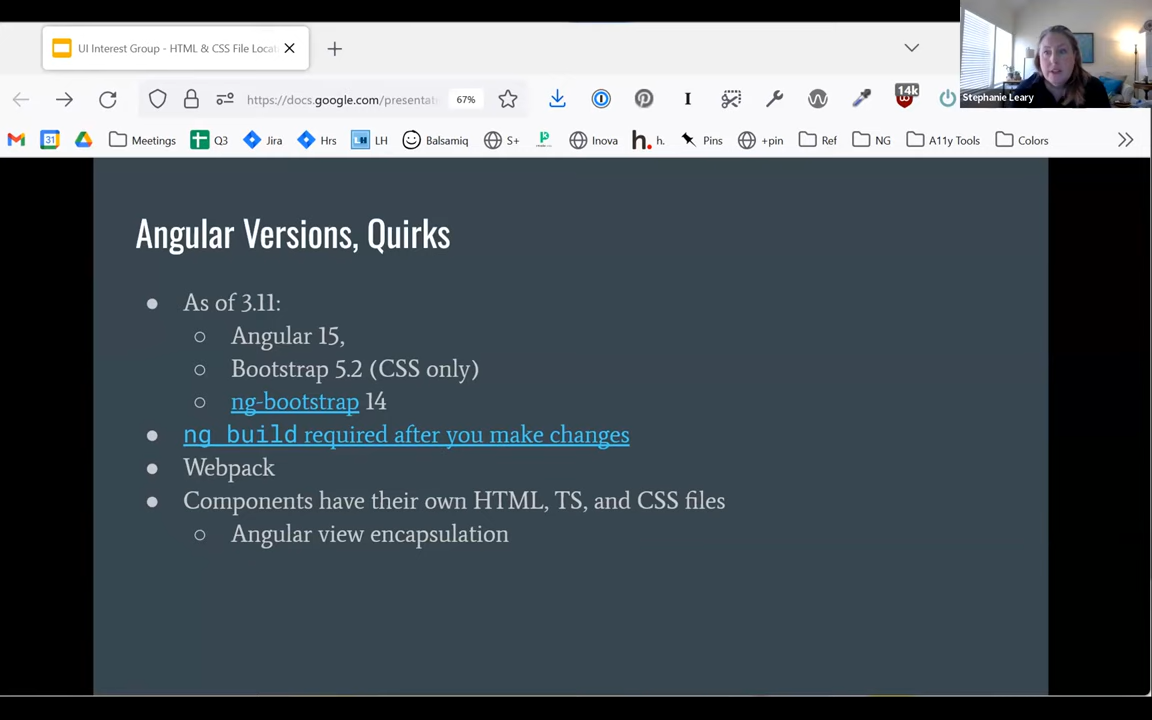 UI Interest Group - HTML & CSS File Locat
14k
https://docs.google.com/presentat
67%
Stephanie Leary
31
Meetings
Q3
Jira
Hrs
LH
LH
Balsamiq
S+
Inova
h.
h.
Pins
+pin
Ref
NG
A11y Tools
Colors
Angular Versions, Quirks
As of 3.11:
Angular 15,
Bootstrap 5.2 (CSS only)
ng-bootstrap 14
ng build required after you make changes
Webpack
Components have their own HTML, TS, and CSS files
Angular view encapsulation